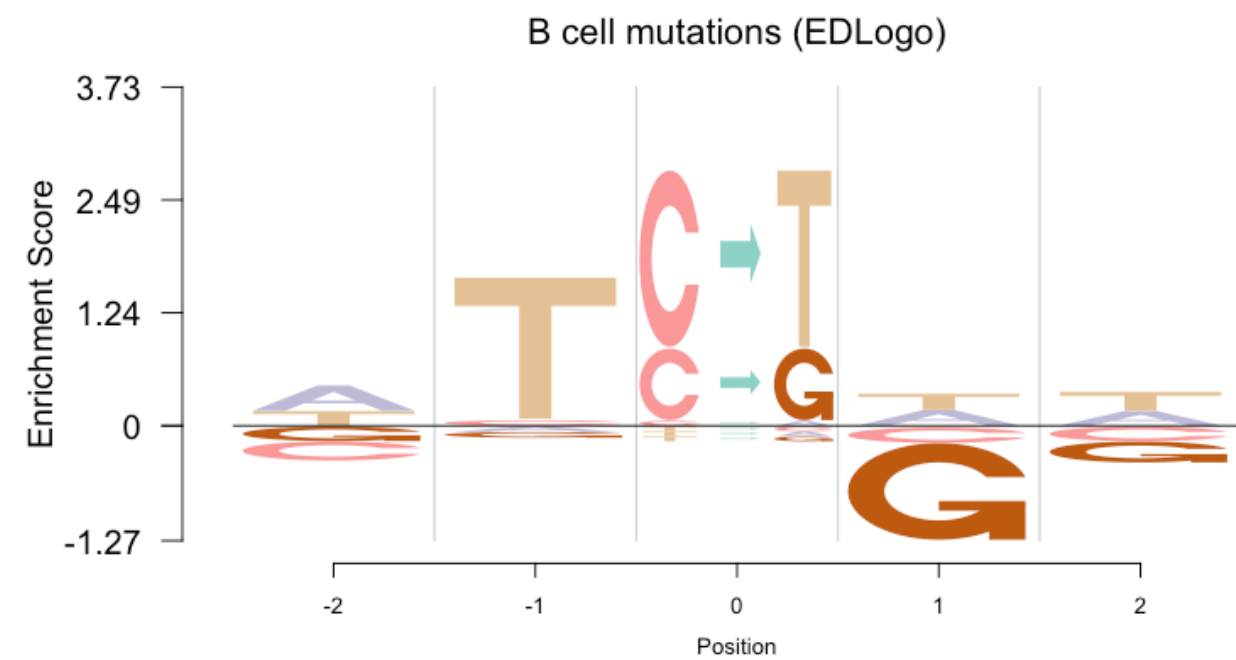 B cell mutations (EDLogo)
Enrichment Score
3.73
2.49
1.24
0
-1.27
A
T
G
C
T
C
A
G
C → T
C → G
T
A
C
G
T
A
C
G
-2
-1
0
1
2
Position